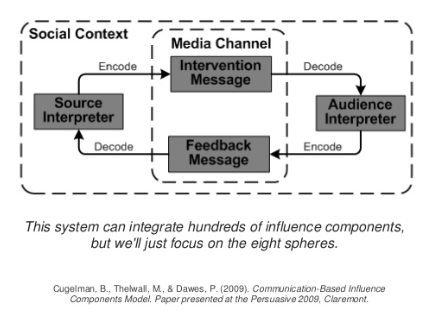 Social Context
Media Channel
Encode
Intervention
Message
Decode
Source
Interpreter
Audience
Interpreter
Decode
Feedback
Message
Encode
This system can integrate hundreds of influence components,
but we'll just focus on the eight spheres.
Cugelman, B., Thelwall, M., & Dawes, P. (2009). Communication-Based Influence
Components Model. Paper presented at the Persuasive 2009, Claremont.